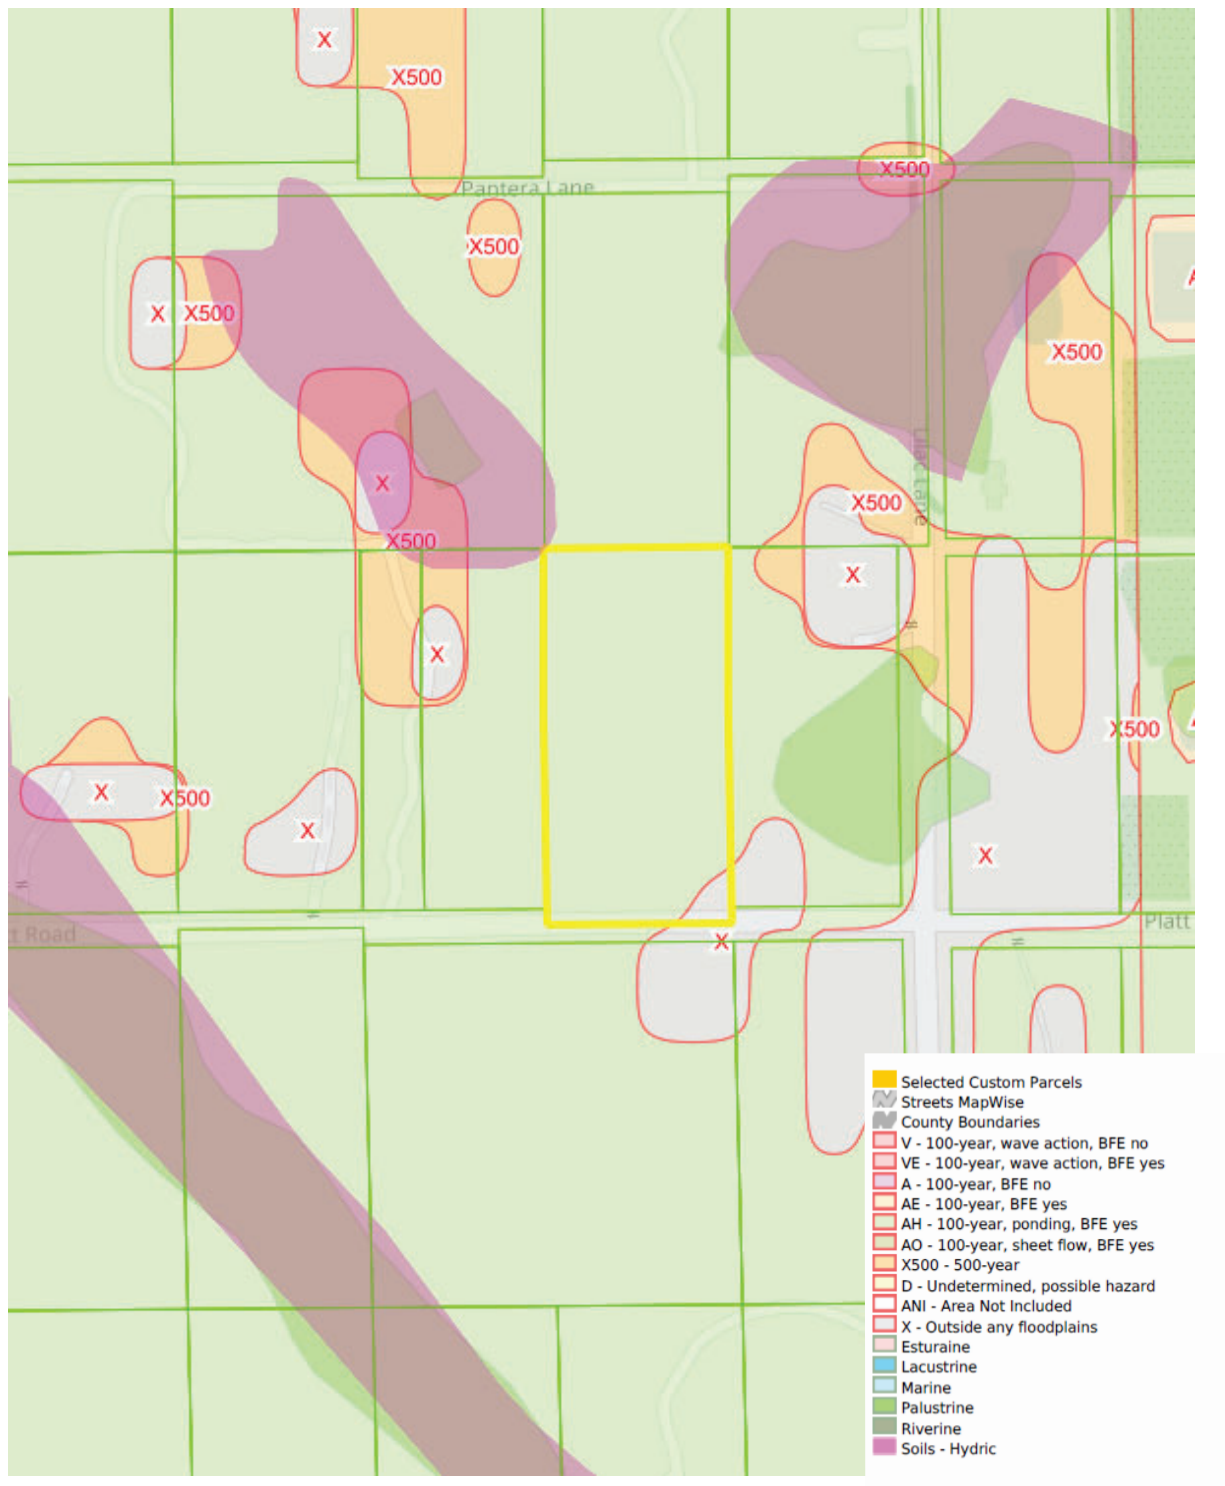 X
X500
X500
Pantera Lane
X500
A
X
X500
X500
X
X500
X500
Lilac Lane
X
X
X500
A
X
X500
X
X
X
Platt
t Road
X
Selected Custom Parcels
Streets MapWise
County Boundaries
V - 100-year, wave action, BFE no
VE - 100-year, wave action, BFE yes
A - 100-year, BFE no
AE - 100-year, BFE yes
AH - 100-year, ponding, BFE yes
AO - 100-year, sheet flow, BFE yes
X500 - 500-year
D - Undetermined, possible hazard
ANI - Area Not Included
X - Outside any floodplains
Esturaine
Lacustrine
Marine
Palustrine
Riverine
Soils - Hydric